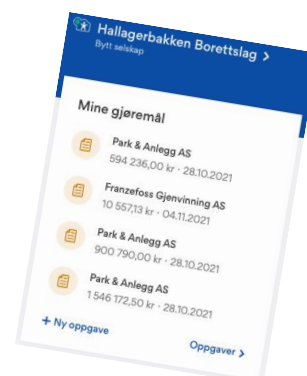 Hallagerbakken Borettslag >
Bytt selskap
Mine gjøremål
Park & Anlegg AS
594 236,00 kr · 28.10.2021
Franzefoss Gjenvinning AS
10 557,13 kr · 04.11.2021
Park & Anlegg AS
900 790,00 kr · 28.10.2021
Park & Anlegg AS
1 546 172,50 kr · 28.10.2021
+ Ny oppgave
Oppgaver >